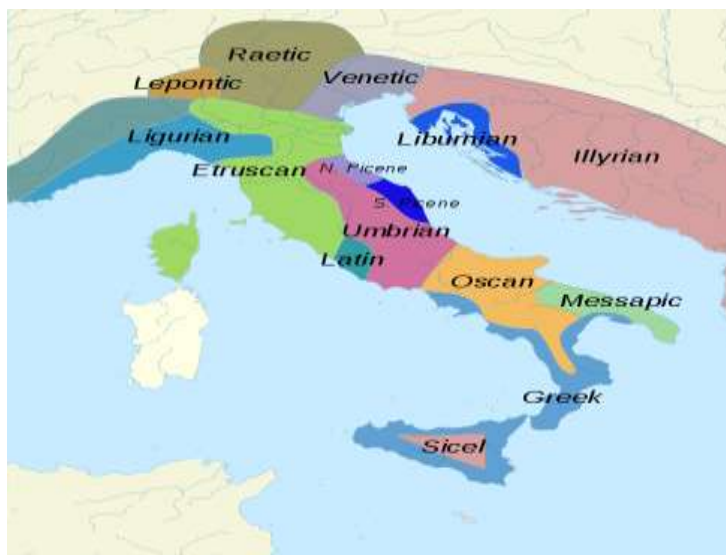 Raetic
Lepontic
Venetic
Ligurian
Liburnian
Illyrian
Etruscan
N. Picene
S. Picene
Umbrian
Latin
Oscan
Messapic
Greek
Sicel